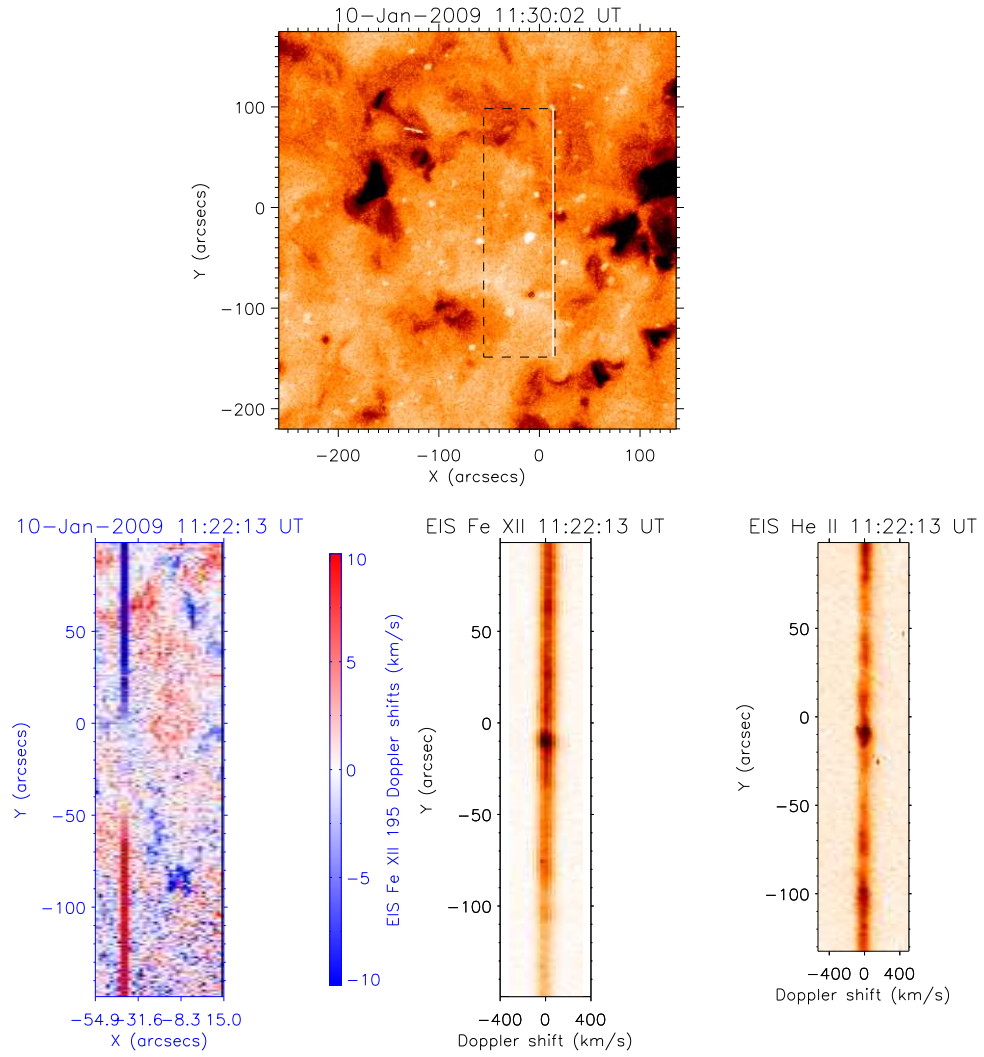 10-Jan-2009 11:30:02 UT
100
0
-100
-200
Y (arcsecs)
-200 -100 0 100
X (arcsecs)
10-Jan-2009 11:22:13 UT
50
0
-50
-100
Y (arcsecs)
-54.9 -31.6 -8.3 15.0
X (arcsecs)
10
5
0
-5
-10
EIS Fe XII 195 Doppler shifts (km/s)
EIS Fe XII 11:22:13 UT
50
0
-50
-100
Y (arcsec)
-400 0 400
Doppler shift (km/s)
EIS He II 11:22:13 UT
50
0
-50
-100
Y (arcsec)
-400 0 400
Doppler shift (km/s)